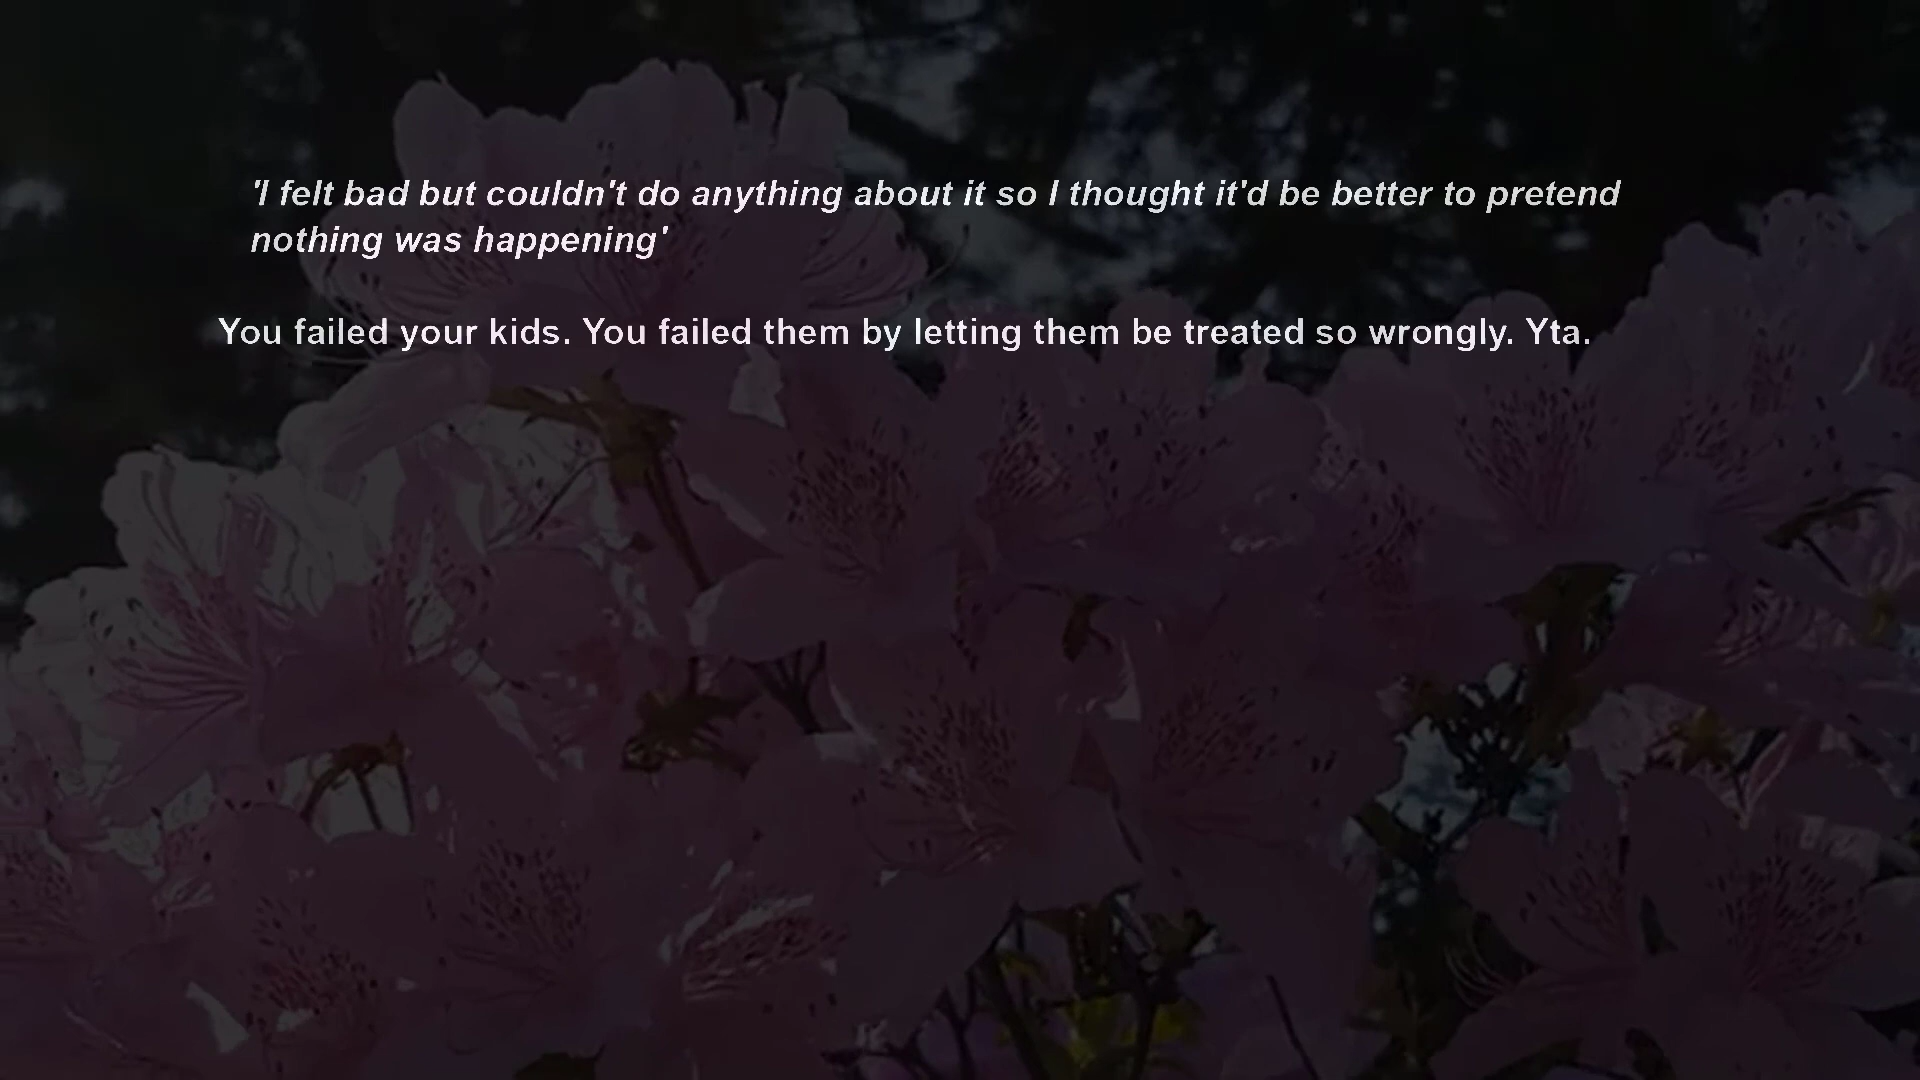 'I felt bad but couldn't do anything about it so I thought it'd be better to pretend
nothing was happening'
You failed your kids. You failed them by letting them be treated so wrongly. Yta.